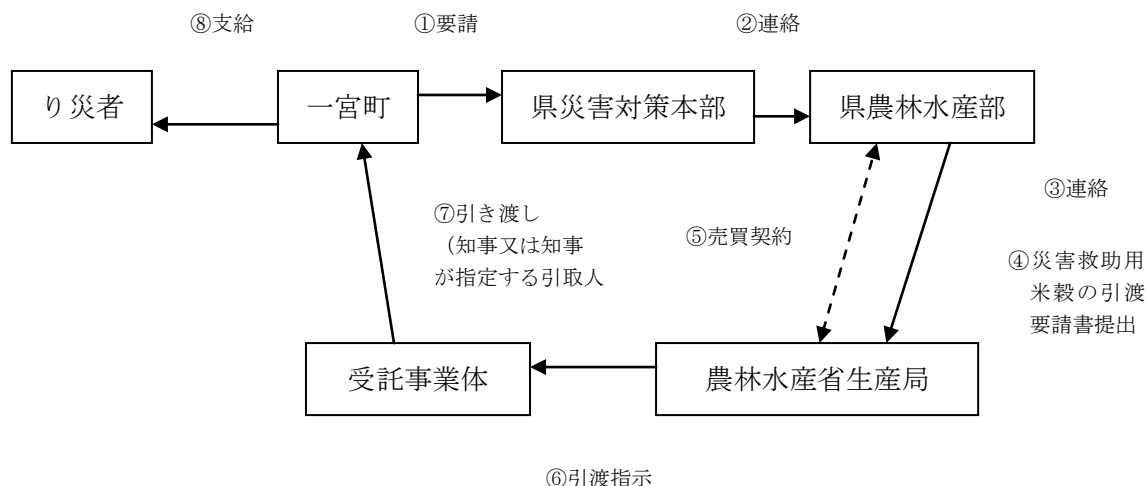 ⑧支給
①要請
②連絡
り災者
一宮町
県災害対策本部
県農林水産部
③連絡
⑦引き渡し
（知事又は知事
が指定する引取人
⑤売買契約
④災害救助用
米穀の引渡
要請書提出
受託事業体
農林水産省生産局
⑥引渡指示